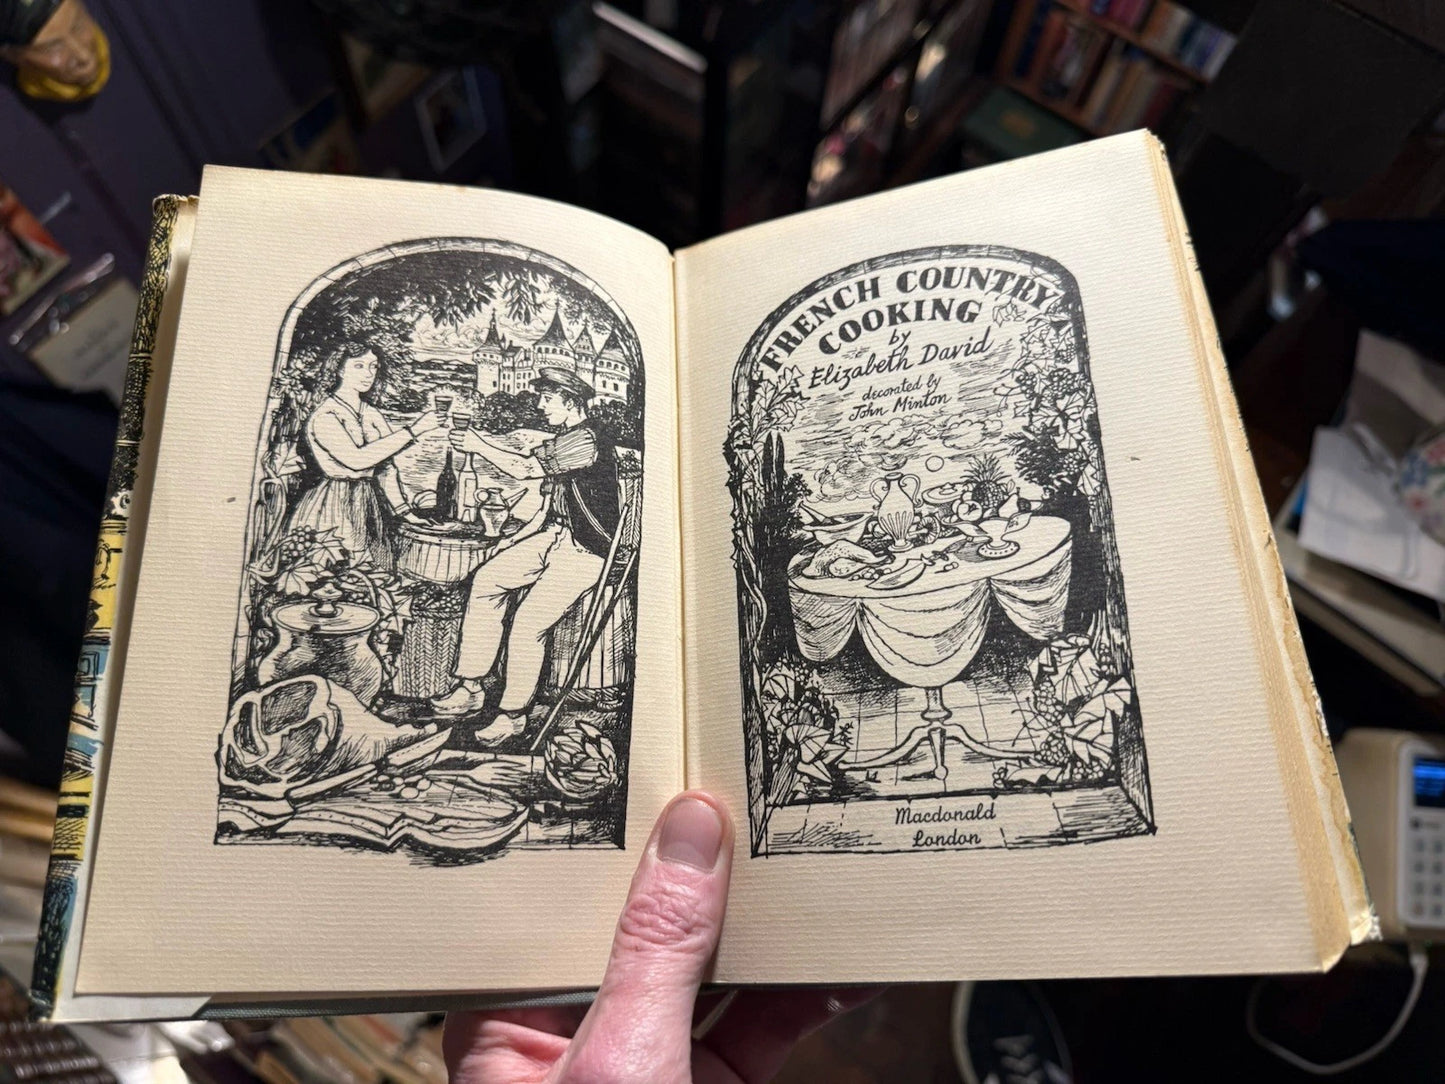 FRENCH COUNTRY
COOKING
by
Elizabeth David
decorated by
John Minton
Macdonald
London